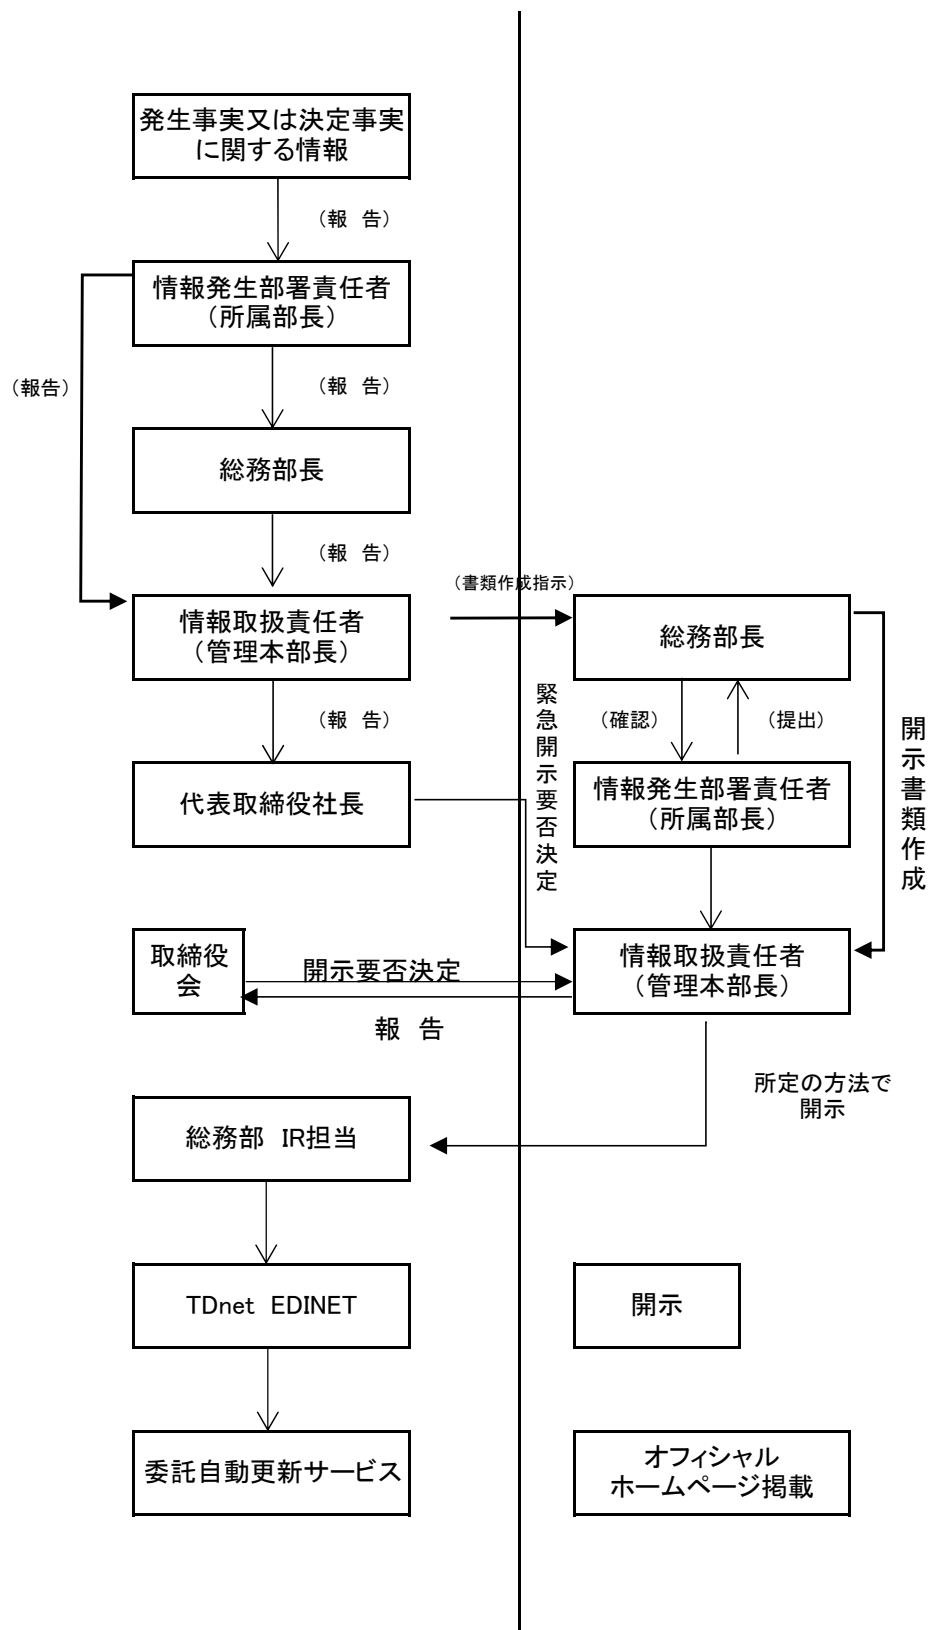 発生事実又は決定事実
に関する情報
（報　告）
情報発生部署責任者
（所属部長）
（報告）
（報　告）
総務部長
（報　告）
情報取扱責任者
（管理本部長）
（書類作成指示）
総務部長
（報　告）
緊急開示要否決定
（確認）
（提出）
開示書類作成
代表取締役社長
情報発生部署責任者
（所属部長）
取締役
会
開示要否決定
報　告
情報取扱責任者
（管理本部長）
所定の方法で
開示
総務部　IR担当
TDnet　EDINET
開示
委託自動更新サービス
オフィシャル
ホームページ掲載